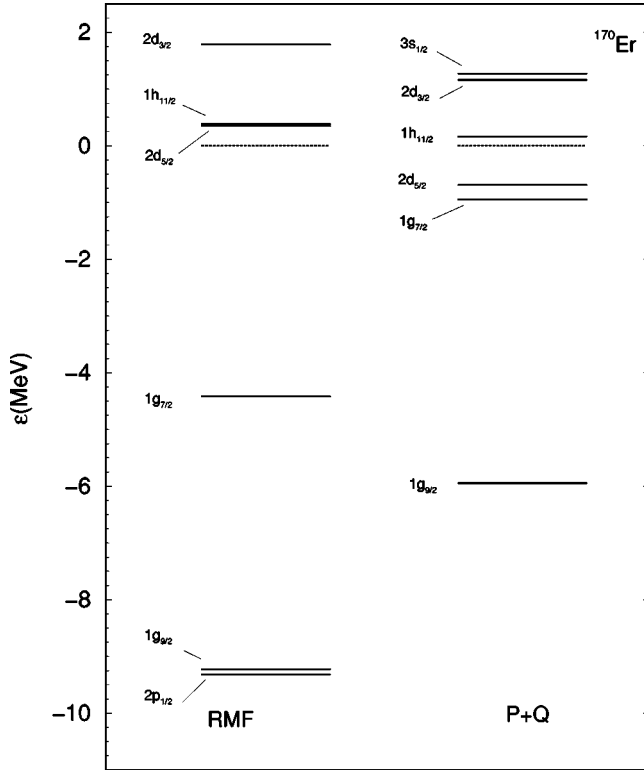 2
0
−2
−4
−6
−8
−10
ε(MeV)
2d3/2
1h11/2
2d5/2
1g7/2
1g9/2
2p1/2
RMF
170Er
3s1/2
2d3/2
1h11/2
2d5/2
1g7/2
1g9/2
P+Q